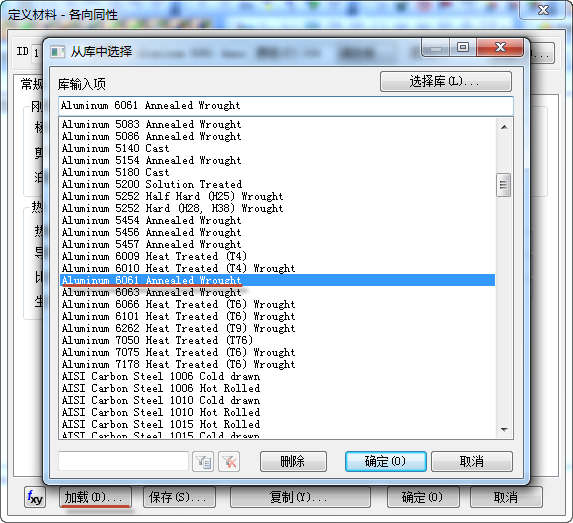 定义材料 - 各向同性
ID 1
常规
从库中选择
库输入项
选择库(L)...
Aluminum 6061 Annealed Wrought
Aluminum 5083 Annealed Wrought
Aluminum 5086 Annealed Wrought
Aluminum 5140 Cast
Aluminum 5154 Annealed Wrought
Aluminum 5180 Cast
Aluminum 5200 Solution Treated
Aluminum 5252 Half Hard (H25) Wrought
Aluminum 5252 Hard (H28, H38) Wrought
Aluminum 5454 Annealed Wrought
Aluminum 5456 Annealed Wrought
Aluminum 5457 Annealed Wrought
Aluminum 6009 Heat Treated (T4)
Aluminum 6010 Heat Treated (T4) Wrought
Aluminum 6061 Annealed Wrought
Aluminum 6063 Annealed Wrought
Aluminum 6066 Heat Treated (T6) Wrought
Aluminum 6101 Heat Treated (T6) Wrought
Aluminum 6262 Heat Treated (T9) Wrought
Aluminum 7050 Heat Treated (T76)
Aluminum 7075 Heat Treated (T6) Wrought
Aluminum 7178 Heat Treated (T6) Wrought
AISI Carbon Steel 1006 Cold drawn
AISI Carbon Steel 1006 Hot Rolled
AISI Carbon Steel 1010 Cold drawn
AISI Carbon Steel 1010 Hot Rolled
AISI Carbon Steel 1015 Hot Rolled
AISI Carbon Steel 1015 Cold drawn
删除
确定(O)
取消
fxy
加载(D)...
保存(S)...
复制(Y)...
确定(O)
取消